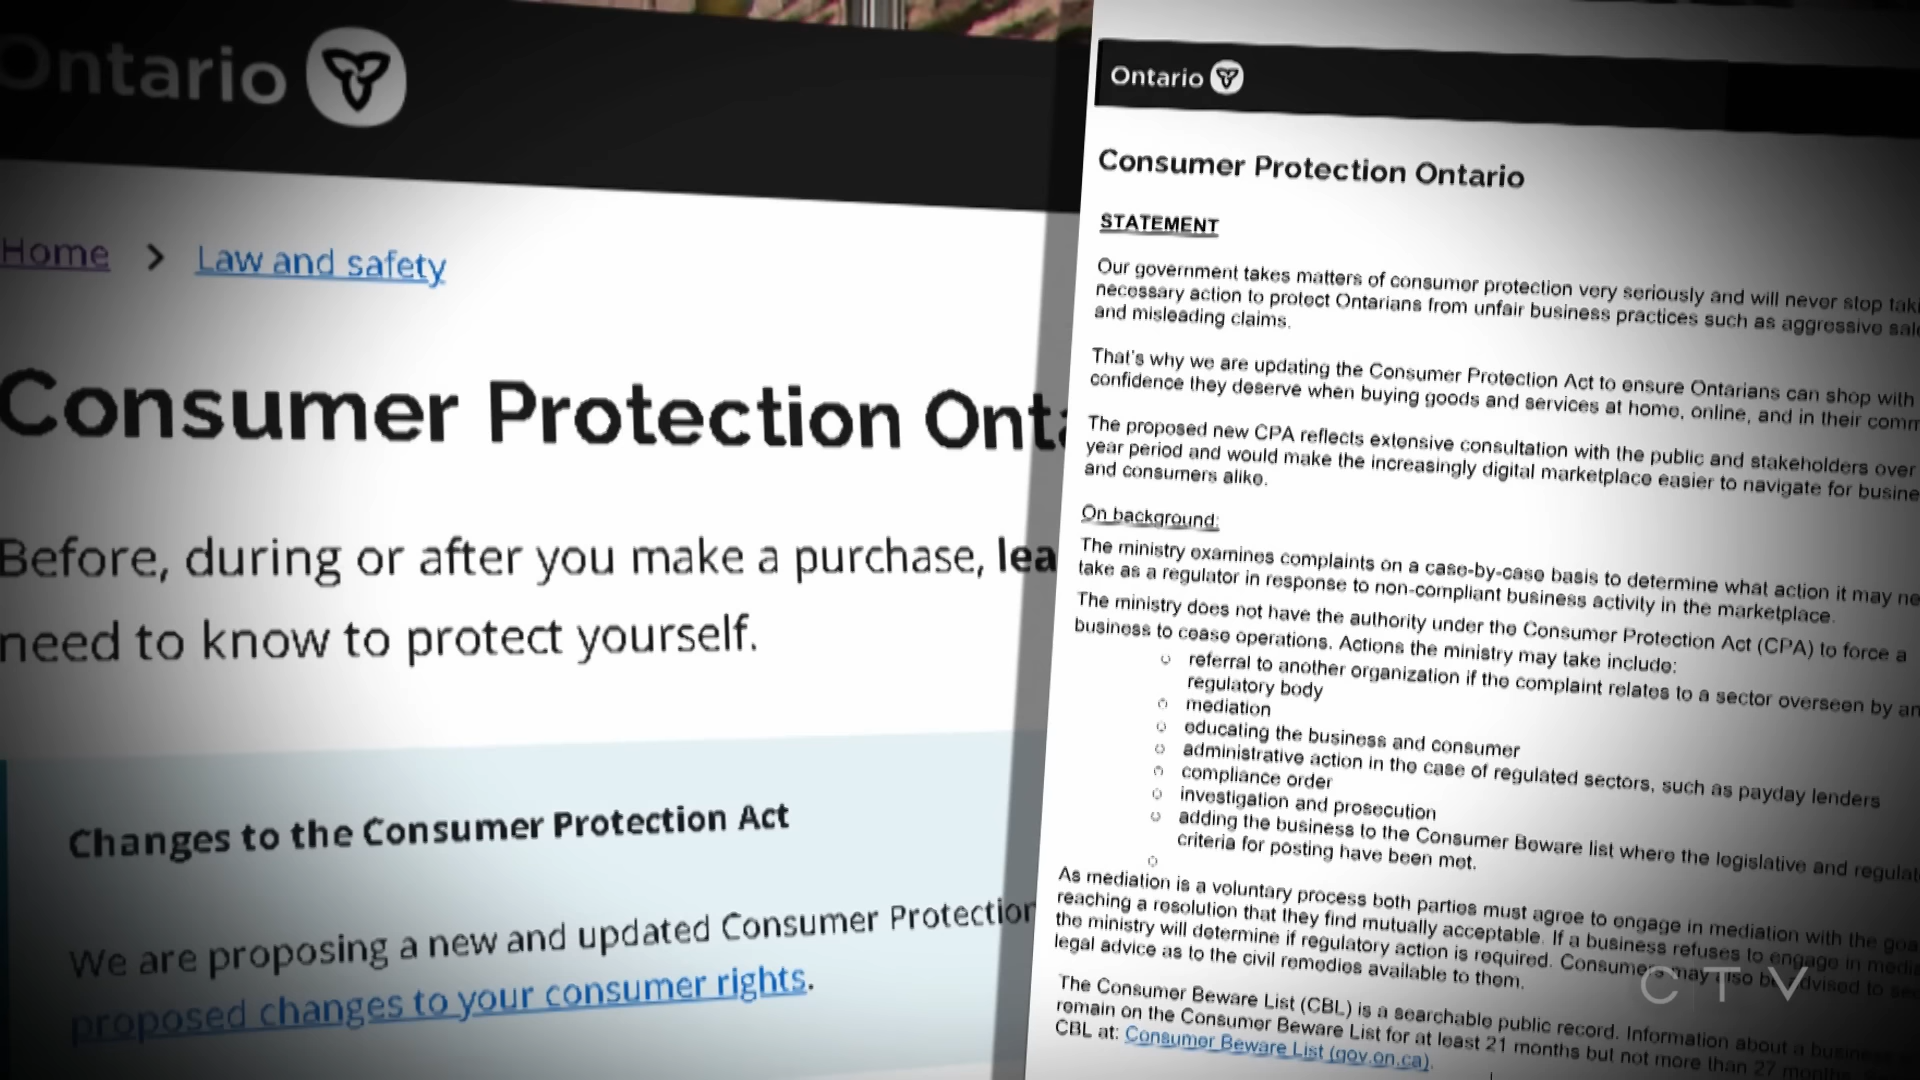 Ontario
Home > Law and safety
Consumer Protection
Before, during or after you make a purchase,
need to know to protect yourself.
Changes to the Consumer Protection Act
We are proposing a new and updated Consumer Protection
proposed changes to your consumer rights.
Ontario
Consumer Protection Ontario
STATEMENT
Our government takes matters of consumer protection very seriously and will never stop
necessary action to protect Ontarians from unfair business practices such as aggressive
and misleading claims.
That's why we are updating the Consumer Protection Act to ensure Ontarians can shop with
confidence they deserve when buying goods and services at home, online, and in their
The proposed new CPA reflects extensive consultation with the public and stakeholders over
year period and would make the increasingly digital marketplace easier to navigate for
and consumers alike.
On background:
The ministry examines complaints on a case-by-case basis to determine what action it may
take as a regulator in response to non-compliant business activity in the marketplace.
The ministry does not have the authority under the Consumer Protection Act (CPA) to force a
business to cease operations. Actions the ministry may take include:
referral to another organization if the complaint relates to a sector overseen by
regulatory body
mediation
educating the business and consumer
administrative action in the case of regulated sectors, such as payday lenders
compliance order
investigation and prosecution
adding the business to the Consumer Beware list where the legislative and
criteria for posting have been met.
As mediation is a voluntary process both parties must agree to engage in mediation with the
reaching a resolution that they find mutually acceptable. If a business refuses to engage in
the ministry will determine if regulatory action is required. Consumers may also be advised to
legal advice as to the civil remedies available to them.
The Consumer Beware List (CBL) is a searchable public record. Information about a
remain on the Consumer Beware List for at least 21 months but not more than 27 months.
CBL at: Consumer Beware List (gov.on.ca).
CTV